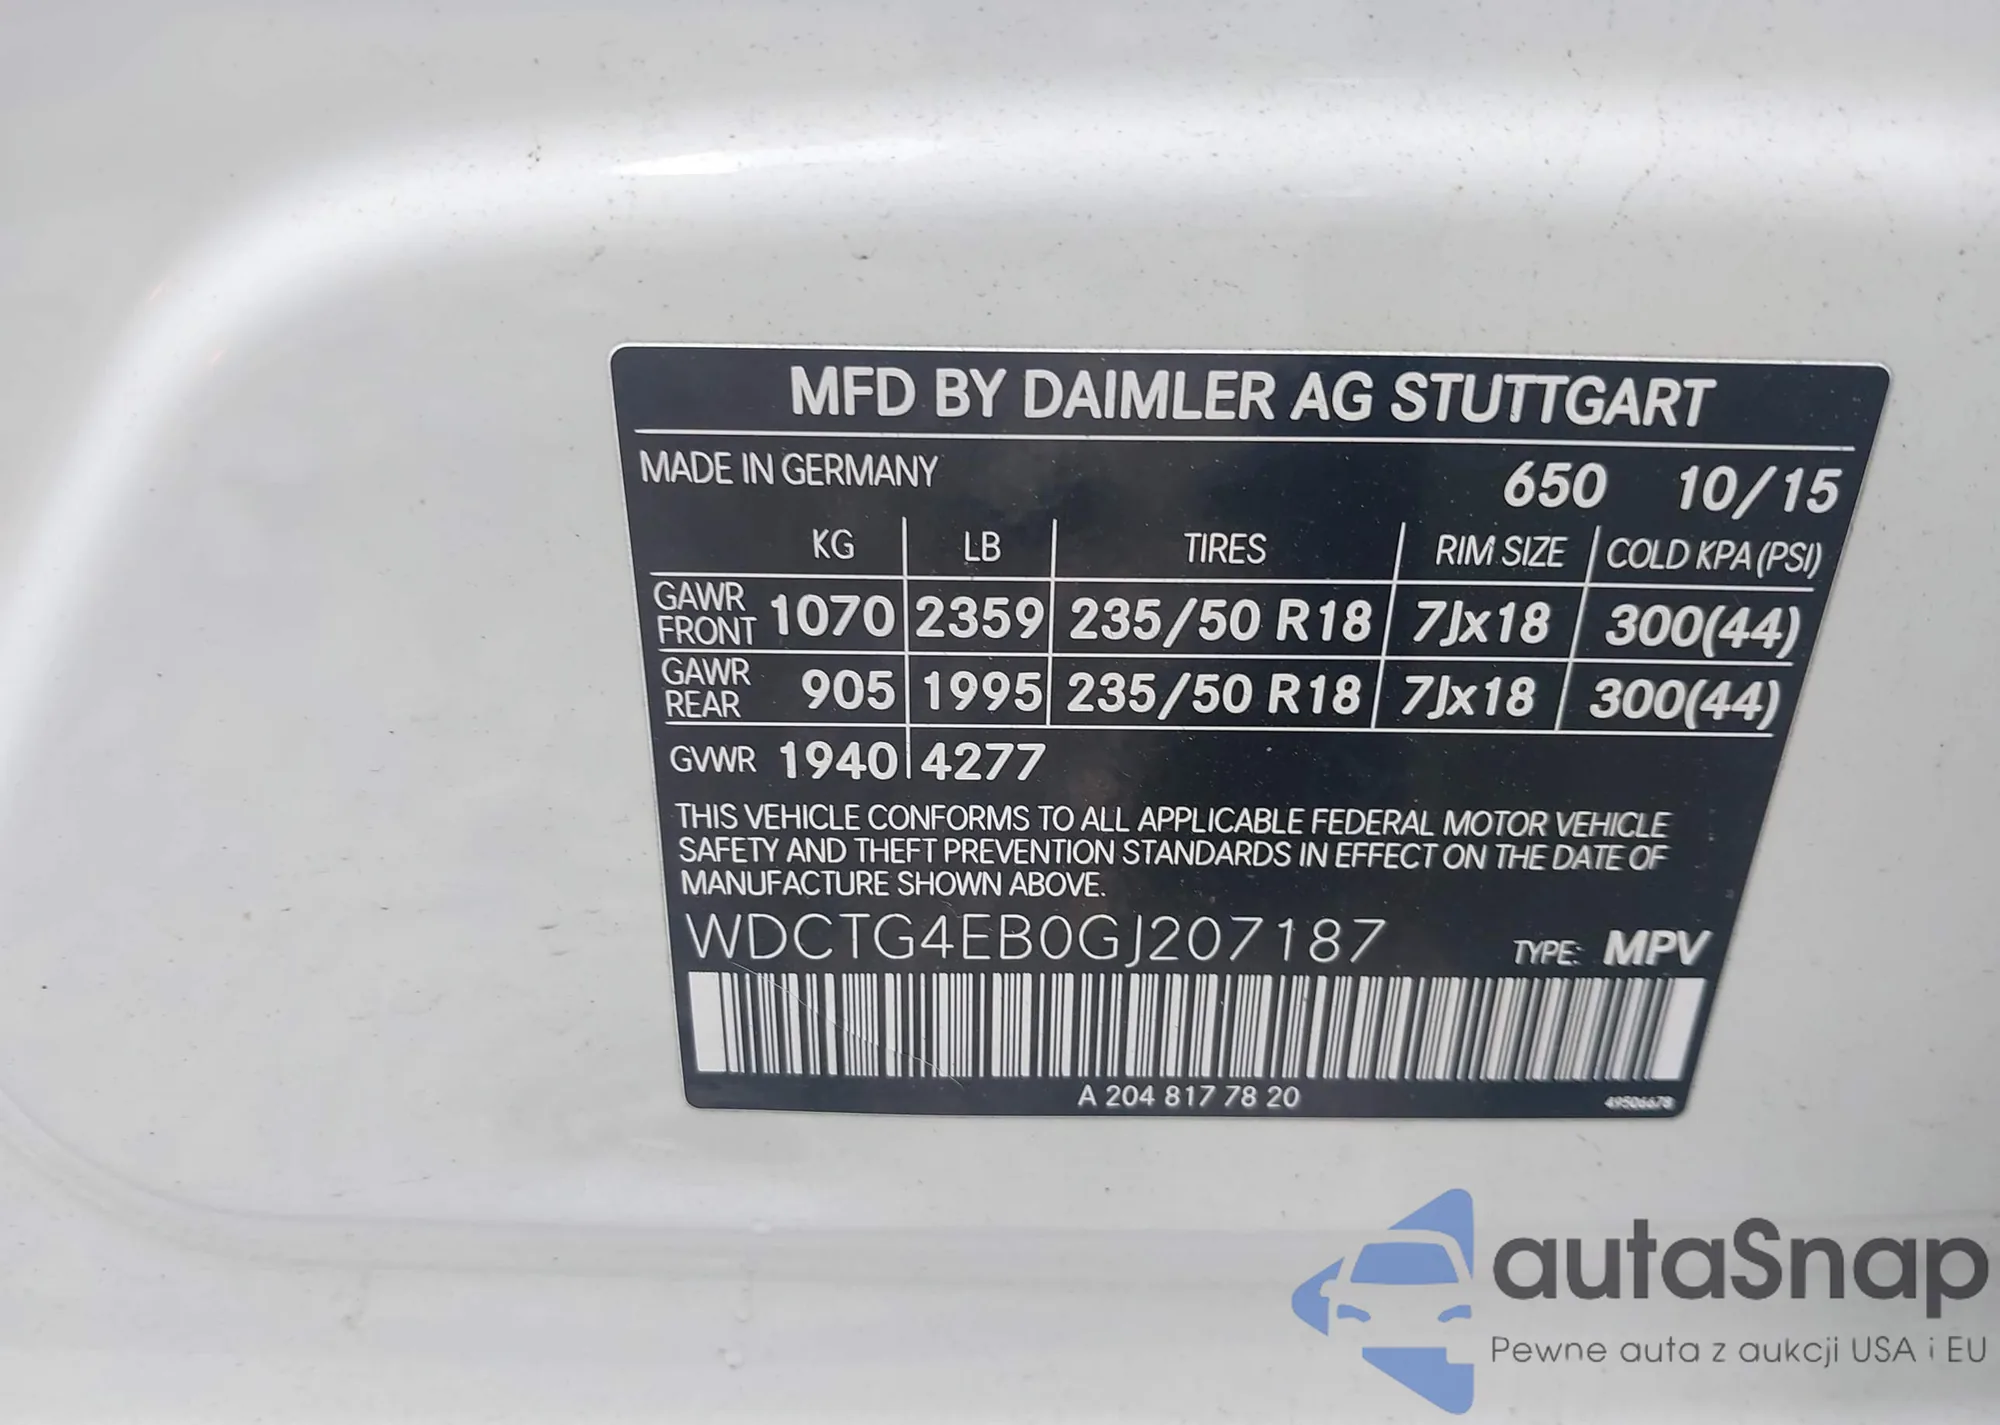 MFD BY DAIMLER AG STUTTGART
MADE IN GERMANY 650 10/15
KG LB TIRES RIM SIZE COLD KPA (PSI)
GAWR FRONT 1070 2359 235/50 R18 7Jx18 300(44)
GAWR REAR 905 1995 235/50 R18 7Jx18 300(44)
GVWR 1940 4277
THIS VEHICLE CONFORMS TO ALL APPLICABLE FEDERAL MOTOR VEHICLE
SAFETY AND THEFT PREVENTION STANDARDS IN EFFECT ON THE DATE OF
MANUFACTURE SHOWN ABOVE.
WDCTG4EB0GJ207187 TYPE: MPV
A 204 817 78 20 49506678
autaSnap
Pewne auta z aukcji USA i EU